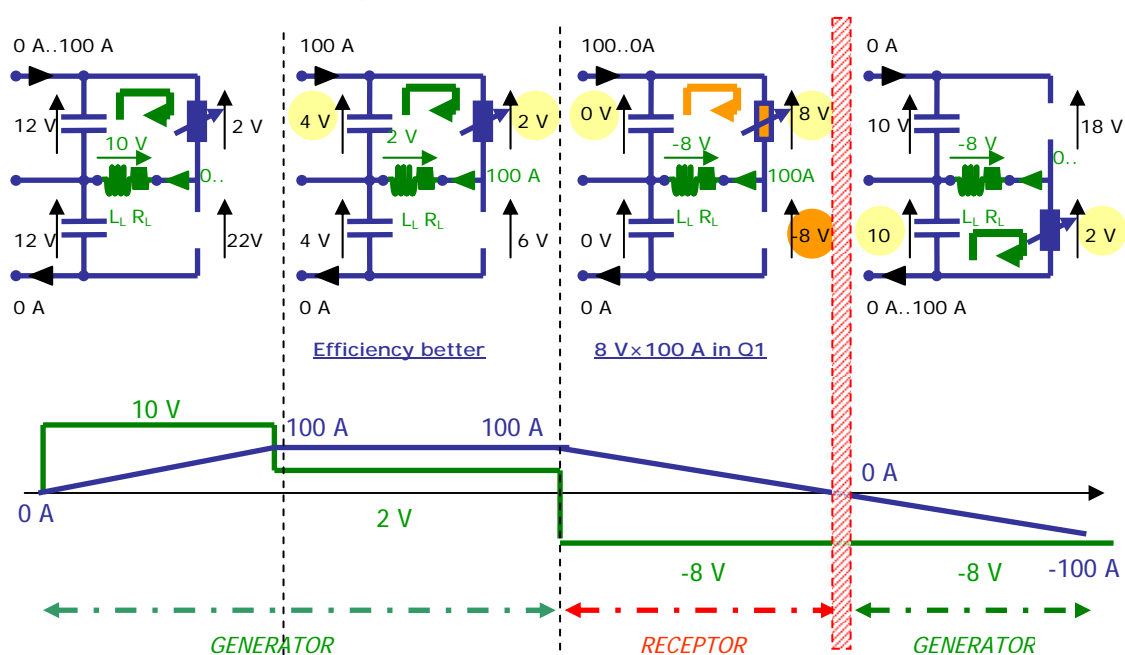 0 A..100 A
12 V
10 V
2 V
0..
L_L R_L
12 V
22V
0 A
100 A
4 V
2 V
2 V
100 A
L_L R_L
4 V
6 V
0 A
100..0A
0 V
-8 V
8 V
100A
L_L R_L
0 V
-8 V
0 A
0 A
10 V
-8 V
18 V
0..
L_L R_L
10
2 V
0 A..100 A
Efficiency better
8 V×100 A in Q1
10 V
100 A
100 A
0 A
0 A
2 V
-8 V
-8 V
-100 A
GENERATOR
RECEPTOR
GENERATOR